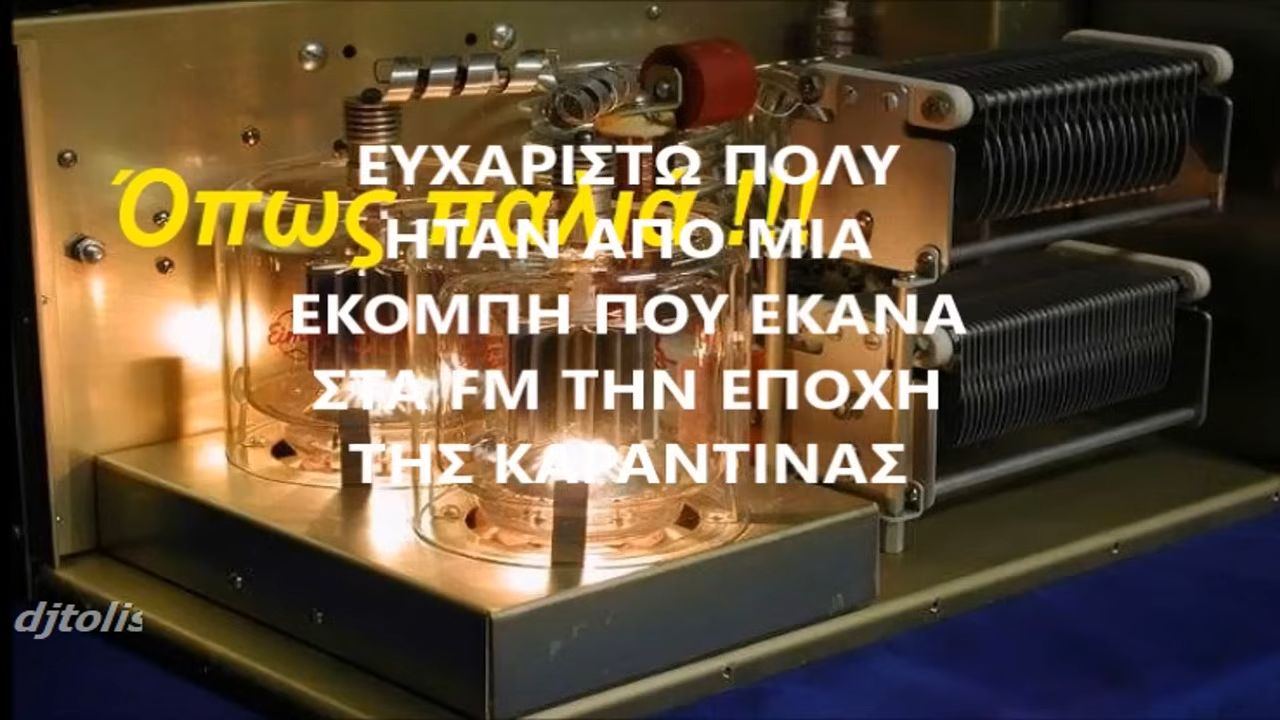 ΕΥΧΑΡΙΣΤΩ ΠΟΛΥ
Όπως παλιά !!!
ΗΤΑΝ ΑΠΟ ΜΙΑ
ΕΚΟΜΠΗ ΠΟΥ ΕΚΑΝΑ
ΣΤΑ FM ΤΗΝ ΕΠΟΧΗ
ΤΗΣ ΚΑΡΑΝΤΙΝΑΣ
djtolis